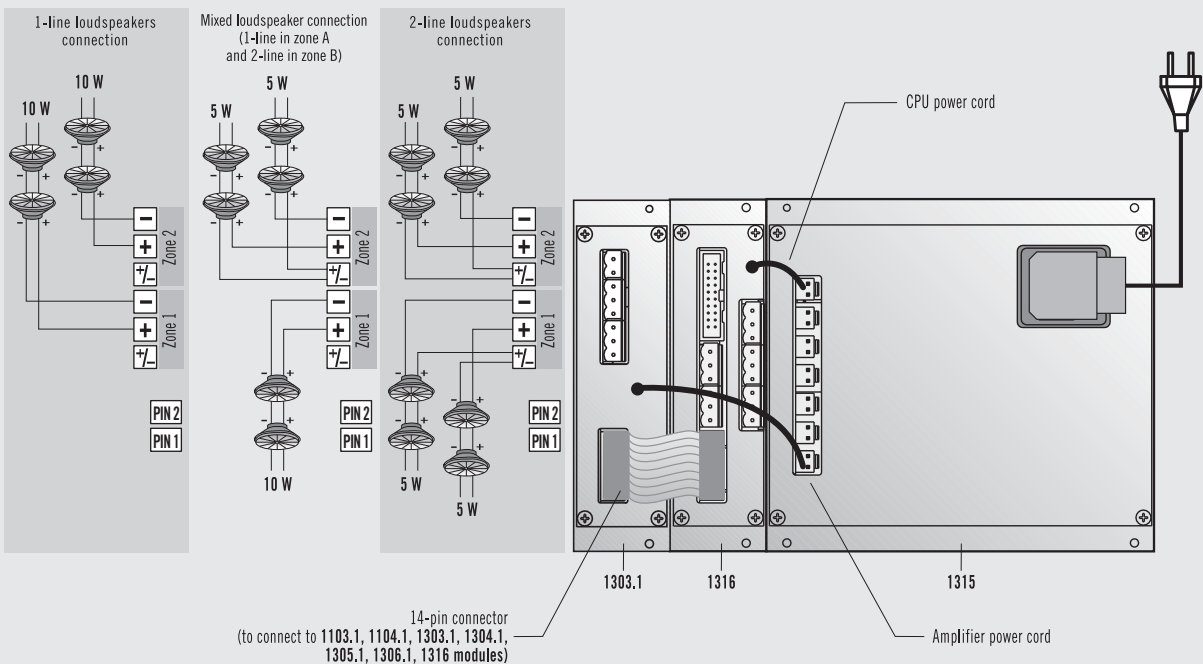 1-line loudspeakers
connection
10 W
10 W
−
+
−
+
−
+
+/−
Zone 2
−
+
+/−
Zone 1
PIN 2
PIN 1
Mixed loudspeaker connection
(1-line in zone A
and 2-line in zone B)
5 W
5 W
−
+
−
+
−
+
−
+
−
+
+/−
Zone 2
−
+
+/−
Zone 1
−
+
−
+
10 W
PIN 2
PIN 1
2-line loudspeakers
connection
5 W
5 W
−
+
−
+
−
+
−
+
−
+
+/−
Zone 2
−
+
+/−
Zone 1
−
+
−
+
−
+
−
+
5 W
5 W
PIN 2
PIN 1
CPU power cord
1303.1
1316
1315
14-pin connector
(to connect to 1103.1, 1104.1, 1303.1, 1304.1,
1305.1, 1306.1, 1316 modules)
Amplifier power cord